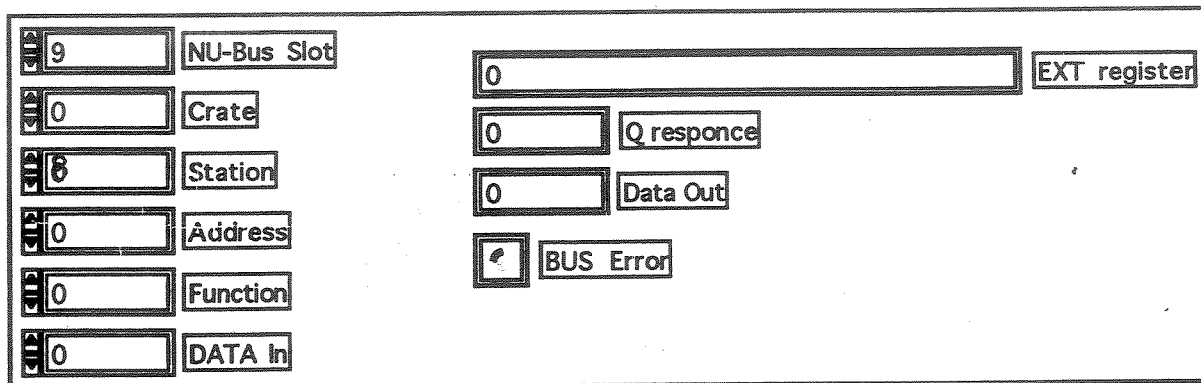 9 NU-Bus Slot
0 Crate
Station
0 Address
0 Function
0 DATA In
0 EXT register
0 Q responce
0 Data Out
BUS Error